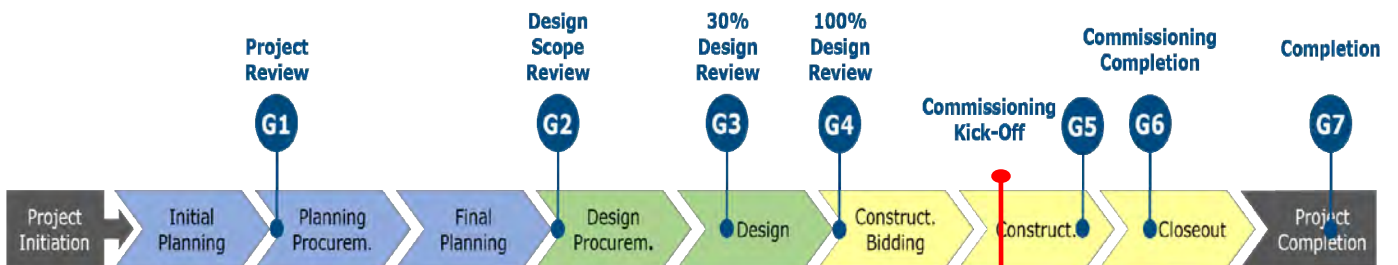 Project
Review
Design
Scope
Review
30%
Design
Review
100%
Design
Review
Commissioning
Kick-Off
Commissioning
Completion
Completion
G1
G2
G3
G4
G5
G6
G7
Project
Initiation
Initial
Planning
Planning
Procurem.
Final
Planning
Design
Procurem.
Design
Construct.
Bidding
Construct.
Closeout
Project
Completion